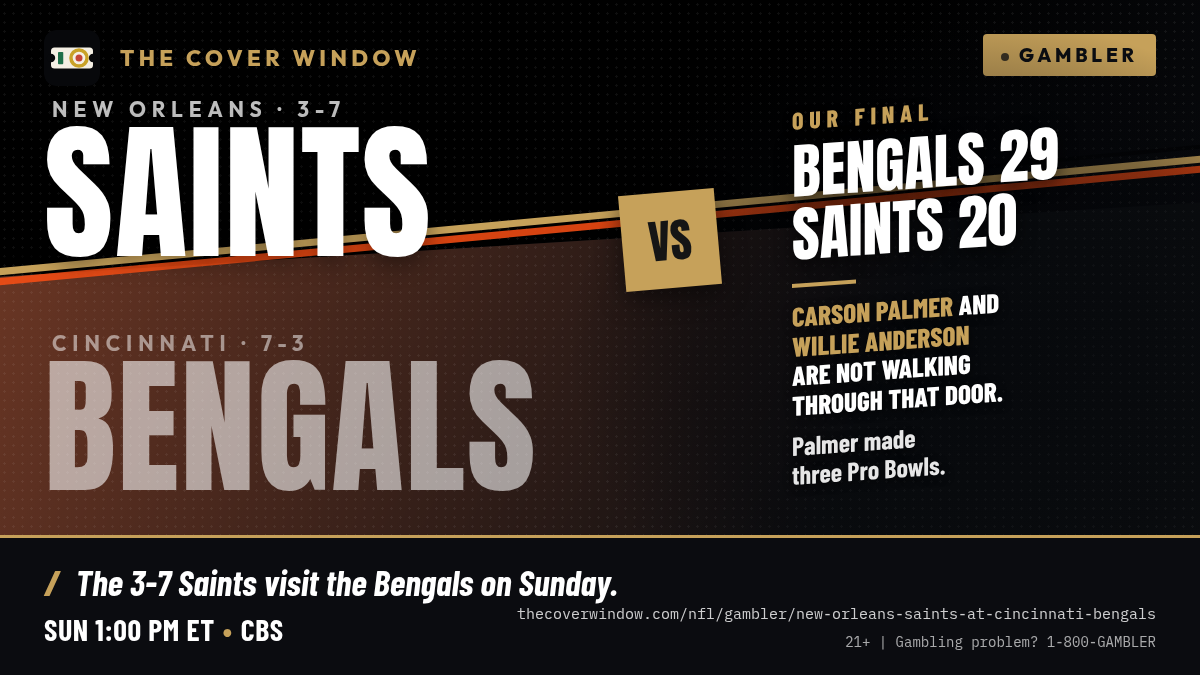 THE COVER WINDOW
GAMBLER
NEW ORLEANS · 3-7
SAINTS
VS
CINCINNATI · 7-3
BENGALS
OUR FINAL
BENGALS 29
SAINTS 20
CARSON PALMER AND
WILLIE ANDERSON
ARE NOT WALKING
THROUGH THAT DOOR.
Palmer made
three Pro Bowls.
/ The 3-7 Saints visit the Bengals on Sunday.
SUN 1:00 PM ET • CBS
thecoverwindow.com/nfl/gambler/new-orleans-saints-at-cincinnati-bengals
21+ | Gambling problem? 1-800-GAMBLER